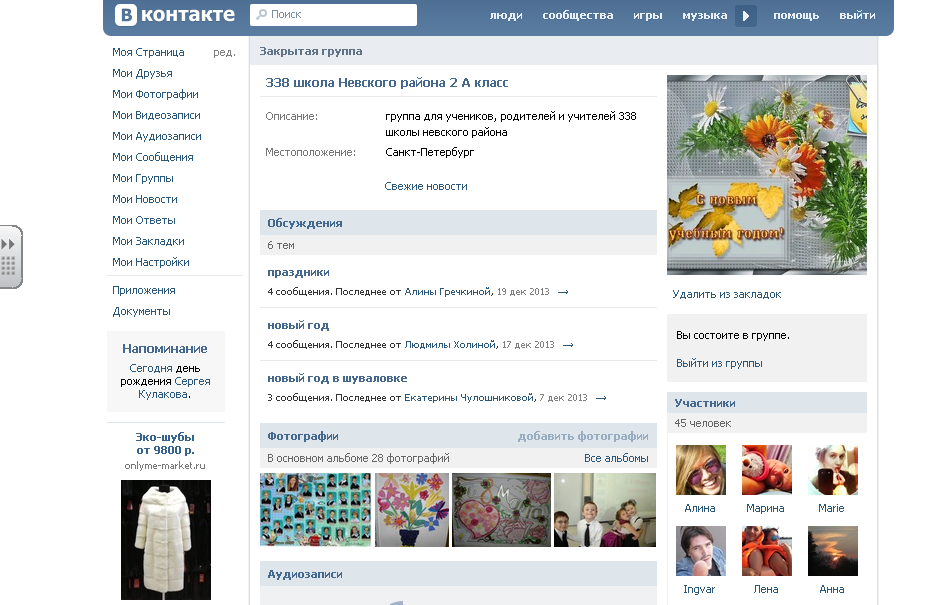 В контакте
Поиск
люди сообщества игры музыка помощь выйти
Моя Страница ред.
Мои Друзья
Мои Фотографии
Мои Видеозаписи
Мои Аудиозаписи
Мои Сообщения
Мои Группы
Мои Новости
Мои Ответы
Мои Закладки
Мои Настройки
Приложения
Документы
Напоминание
Сегодня день
рождения Сергея
Кулакова.
Эко-шубы
от 9800 р.
onlyme-market.ru
Закрытая группа
338 школа Невского района 2 А класс
Описание: группа для учеников, родителей и учителей 338
школы невского района
Местоположение: Санкт-Петербург
Свежие новости
Обсуждения
6 тем
праздники
4 сообщения. Последнее от Алины Гречкиной, 19 дек 2013 →
новый год
4 сообщения. Последнее от Людмилы Холиной, 17 дек 2013 →
новый год в шуваловке
3 сообщения. Последнее от Екатерины Чулошниковой, 7 дек 2013 →
Фотографии добавить фотографии
В основном альбоме 28 фотографий Все альбомы
Аудиозаписи
С новым
учебным годом!
Удалить из закладок
Вы состоите в группе.
Выйти из группы
Участники
45 человек
Алина Марина Marie
Ingvar Лена Анна